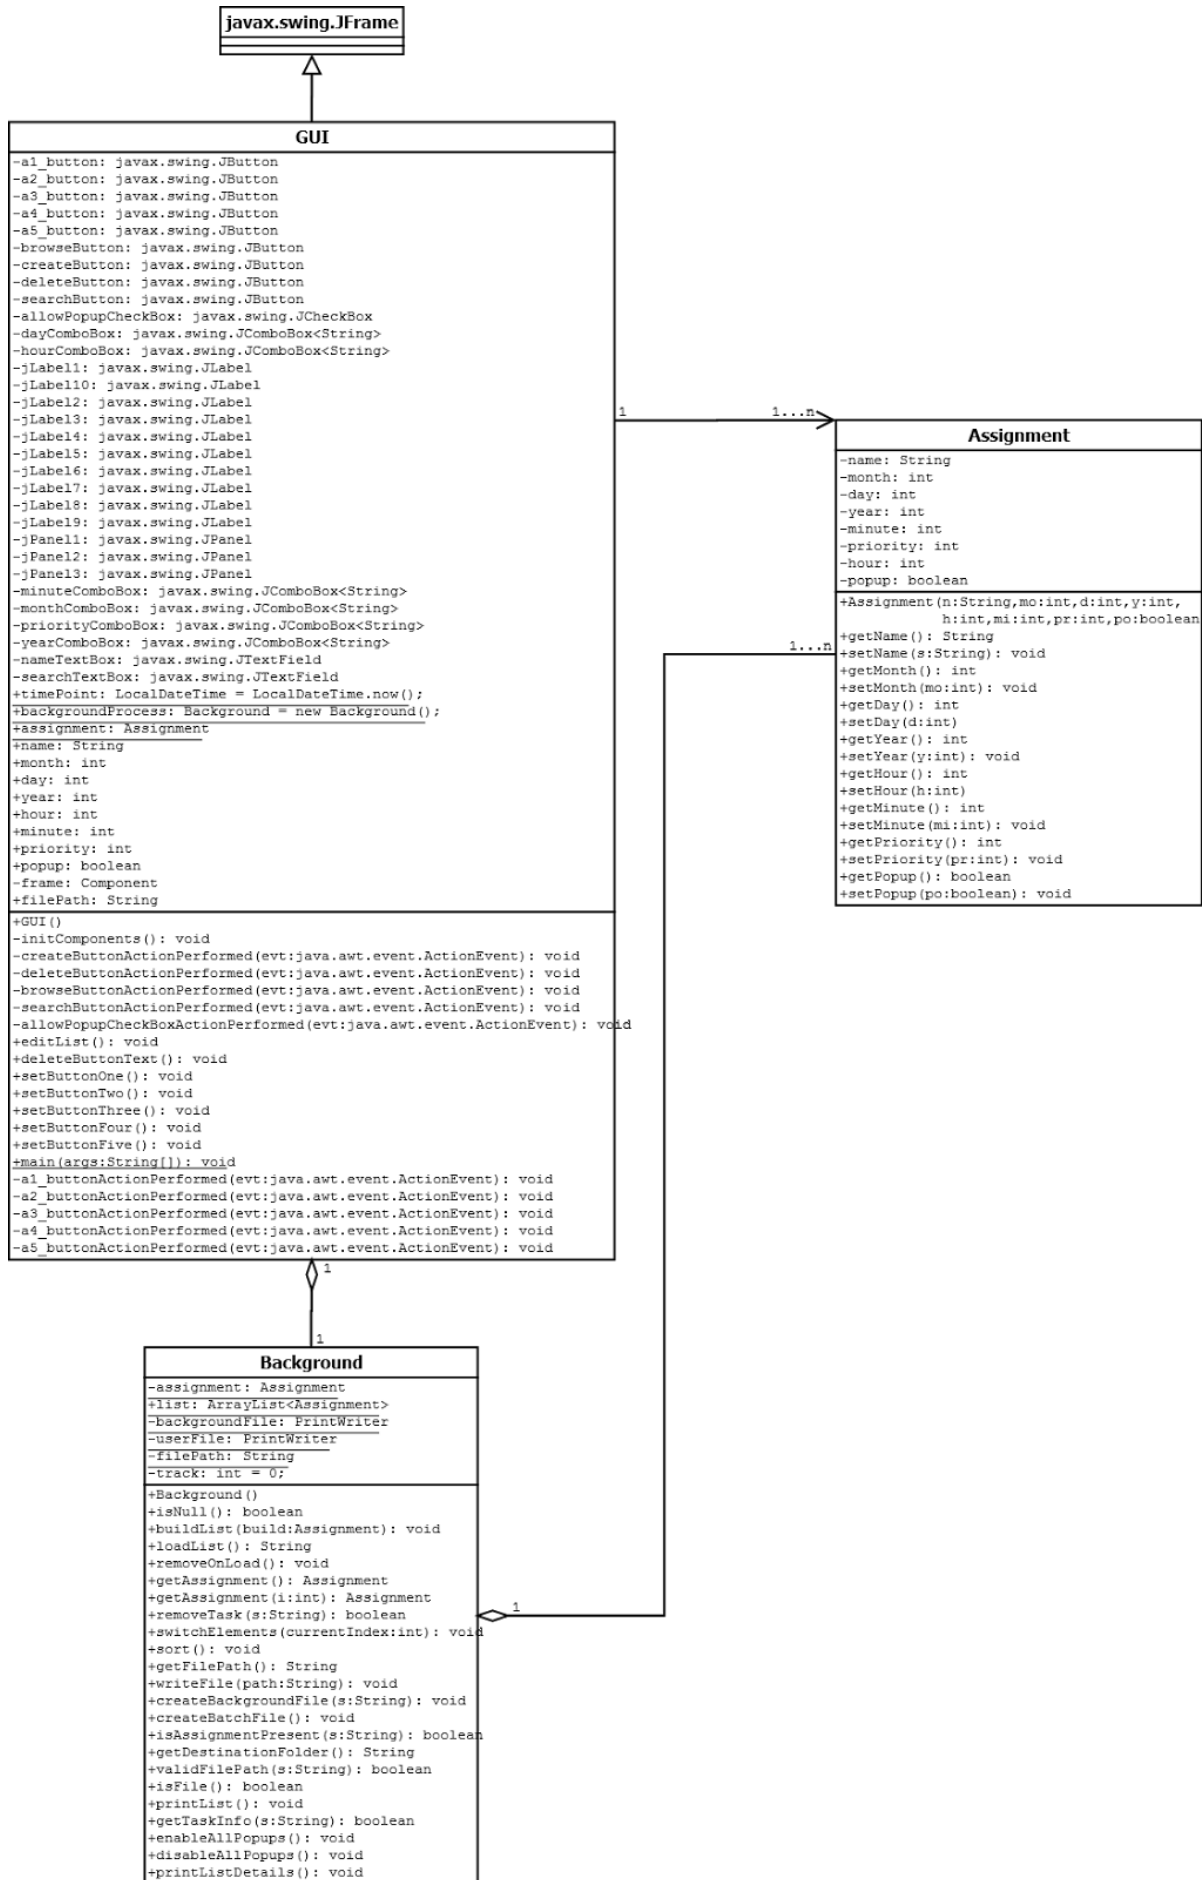 javax.swing.JFrame
GUI
-a1_button: javax.swing.JButton
-a2_button: javax.swing.JButton
-a3_button: javax.swing.JButton
-a4_button: javax.swing.JButton
-a5_button: javax.swing.JButton
-browseButton: javax.swing.JButton
-createButton: javax.swing.JButton
-deleteButton: javax.swing.JButton
-searchButton: javax.swing.JButton
-allowPopupCheckBox: javax.swing.JCheckBox
-dayComboBox: javax.swing.JComboBox<String>
-hourComboBox: javax.swing.JComboBox<String>
-jLabel1: javax.swing.JLabel
-jLabel10: javax.swing.JLabel
-jLabel2: javax.swing.JLabel
-jLabel3: javax.swing.JLabel
-jLabel4: javax.swing.JLabel
-jLabel5: javax.swing.JLabel
-jLabel6: javax.swing.JLabel
-jLabel7: javax.swing.JLabel
-jLabel8: javax.swing.JLabel
-jLabel9: javax.swing.JLabel
-jPanel1: javax.swing.JPanel
-jPanel2: javax.swing.JPanel
-jPanel3: javax.swing.JPanel
-minuteComboBox: javax.swing.JComboBox<String>
-monthComboBox: javax.swing.JComboBox<String>
-priorityComboBox: javax.swing.JComboBox<String>
-yearComboBox: javax.swing.JComboBox<String>
-nameTextBox: javax.swing.JTextField
-searchTextBox: javax.swing.JTextField
+timePoint: LocalDateTime = LocalDateTime.now();
+backgroundProcess: Background = new Background();
+assignment: Assignment
+name: String
+month: int
+day: int
+year: int
+hour: int
+minute: int
+priority: int
+popup: boolean
-frame: Component
+filePath: String
+GUI()
-initComponents(): void
-createButtonActionPerformed(evt:java.awt.event.ActionEvent): void
-deleteButtonActionPerformed(evt:java.awt.event.ActionEvent): void
-browseButtonActionPerformed(evt:java.awt.event.ActionEvent): void
-searchButtonActionPerformed(evt:java.awt.event.ActionEvent): void
-allowPopupCheckBoxActionPerformed(evt:java.awt.event.ActionEvent): void
+editList(): void
+deleteButtonText(): void
+setButtonOne(): void
+setButtonTwo(): void
+setButtonThree(): void
+setButtonFour(): void
+setButtonFive(): void
+main(args:String[]): void
-a1_buttonActionPerformed(evt:java.awt.event.ActionEvent): void
-a2_buttonActionPerformed(evt:java.awt.event.ActionEvent): void
-a3_buttonActionPerformed(evt:java.awt.event.ActionEvent): void
-a4_buttonActionPerformed(evt:java.awt.event.ActionEvent): void
-a5_buttonActionPerformed(evt:java.awt.event.ActionEvent): void
1
1...n
Assignment
-name: String
-month: int
-day: int
-year: int
-minute: int
-priority: int
-hour: int
-popup: boolean
+Assignment(n:String,mo:int,d:int,y:int,
h:int,mi:int,pr:int,po:boolean
+getName(): String
+setName(s:String): void
+getMonth(): int
+setMonth(mo:int): void
+getDay(): int
+setDay(d:int)
+getYear(): int
+setYear(y:int): void
+getHour(): int
+setHour(h:int)
+getMinute(): int
+setMinute(mi:int): void
+getPriority(): int
+setPriority(pr:int): void
+getPopup(): boolean
+setPopup(po:boolean): void
1...n
1
1
1
Background
-assignment: Assignment
+list: ArrayList<Assignment>
-backgroundFile: PrintWriter
-userFile: PrintWriter
-filePath: String
-track: int = 0;
+Background()
+isNull(): boolean
+buildList(build:Assignment): void
+loadList(): String
+removeOnLoad(): void
+getAssignment(): Assignment
+getAssignment(i:int): Assignment
+removeTask(s:String): boolean
+switchElements(currentIndex:int): void
+sort(): void
+getFilePath(): String
+writeFile(path:String): void
+createBackgroundFile(s:String): void
+createBatchFile(): void
+isAssignmentPresent(s:String): boolean
+getDestinationFolder(): String
+validFilePath(s:String): boolean
+isFile(): boolean
+printList(): void
+getTaskInfo(s:String): boolean
+enableAllPopups(): void
+disableAllPopups(): void
+printListDetails(): void